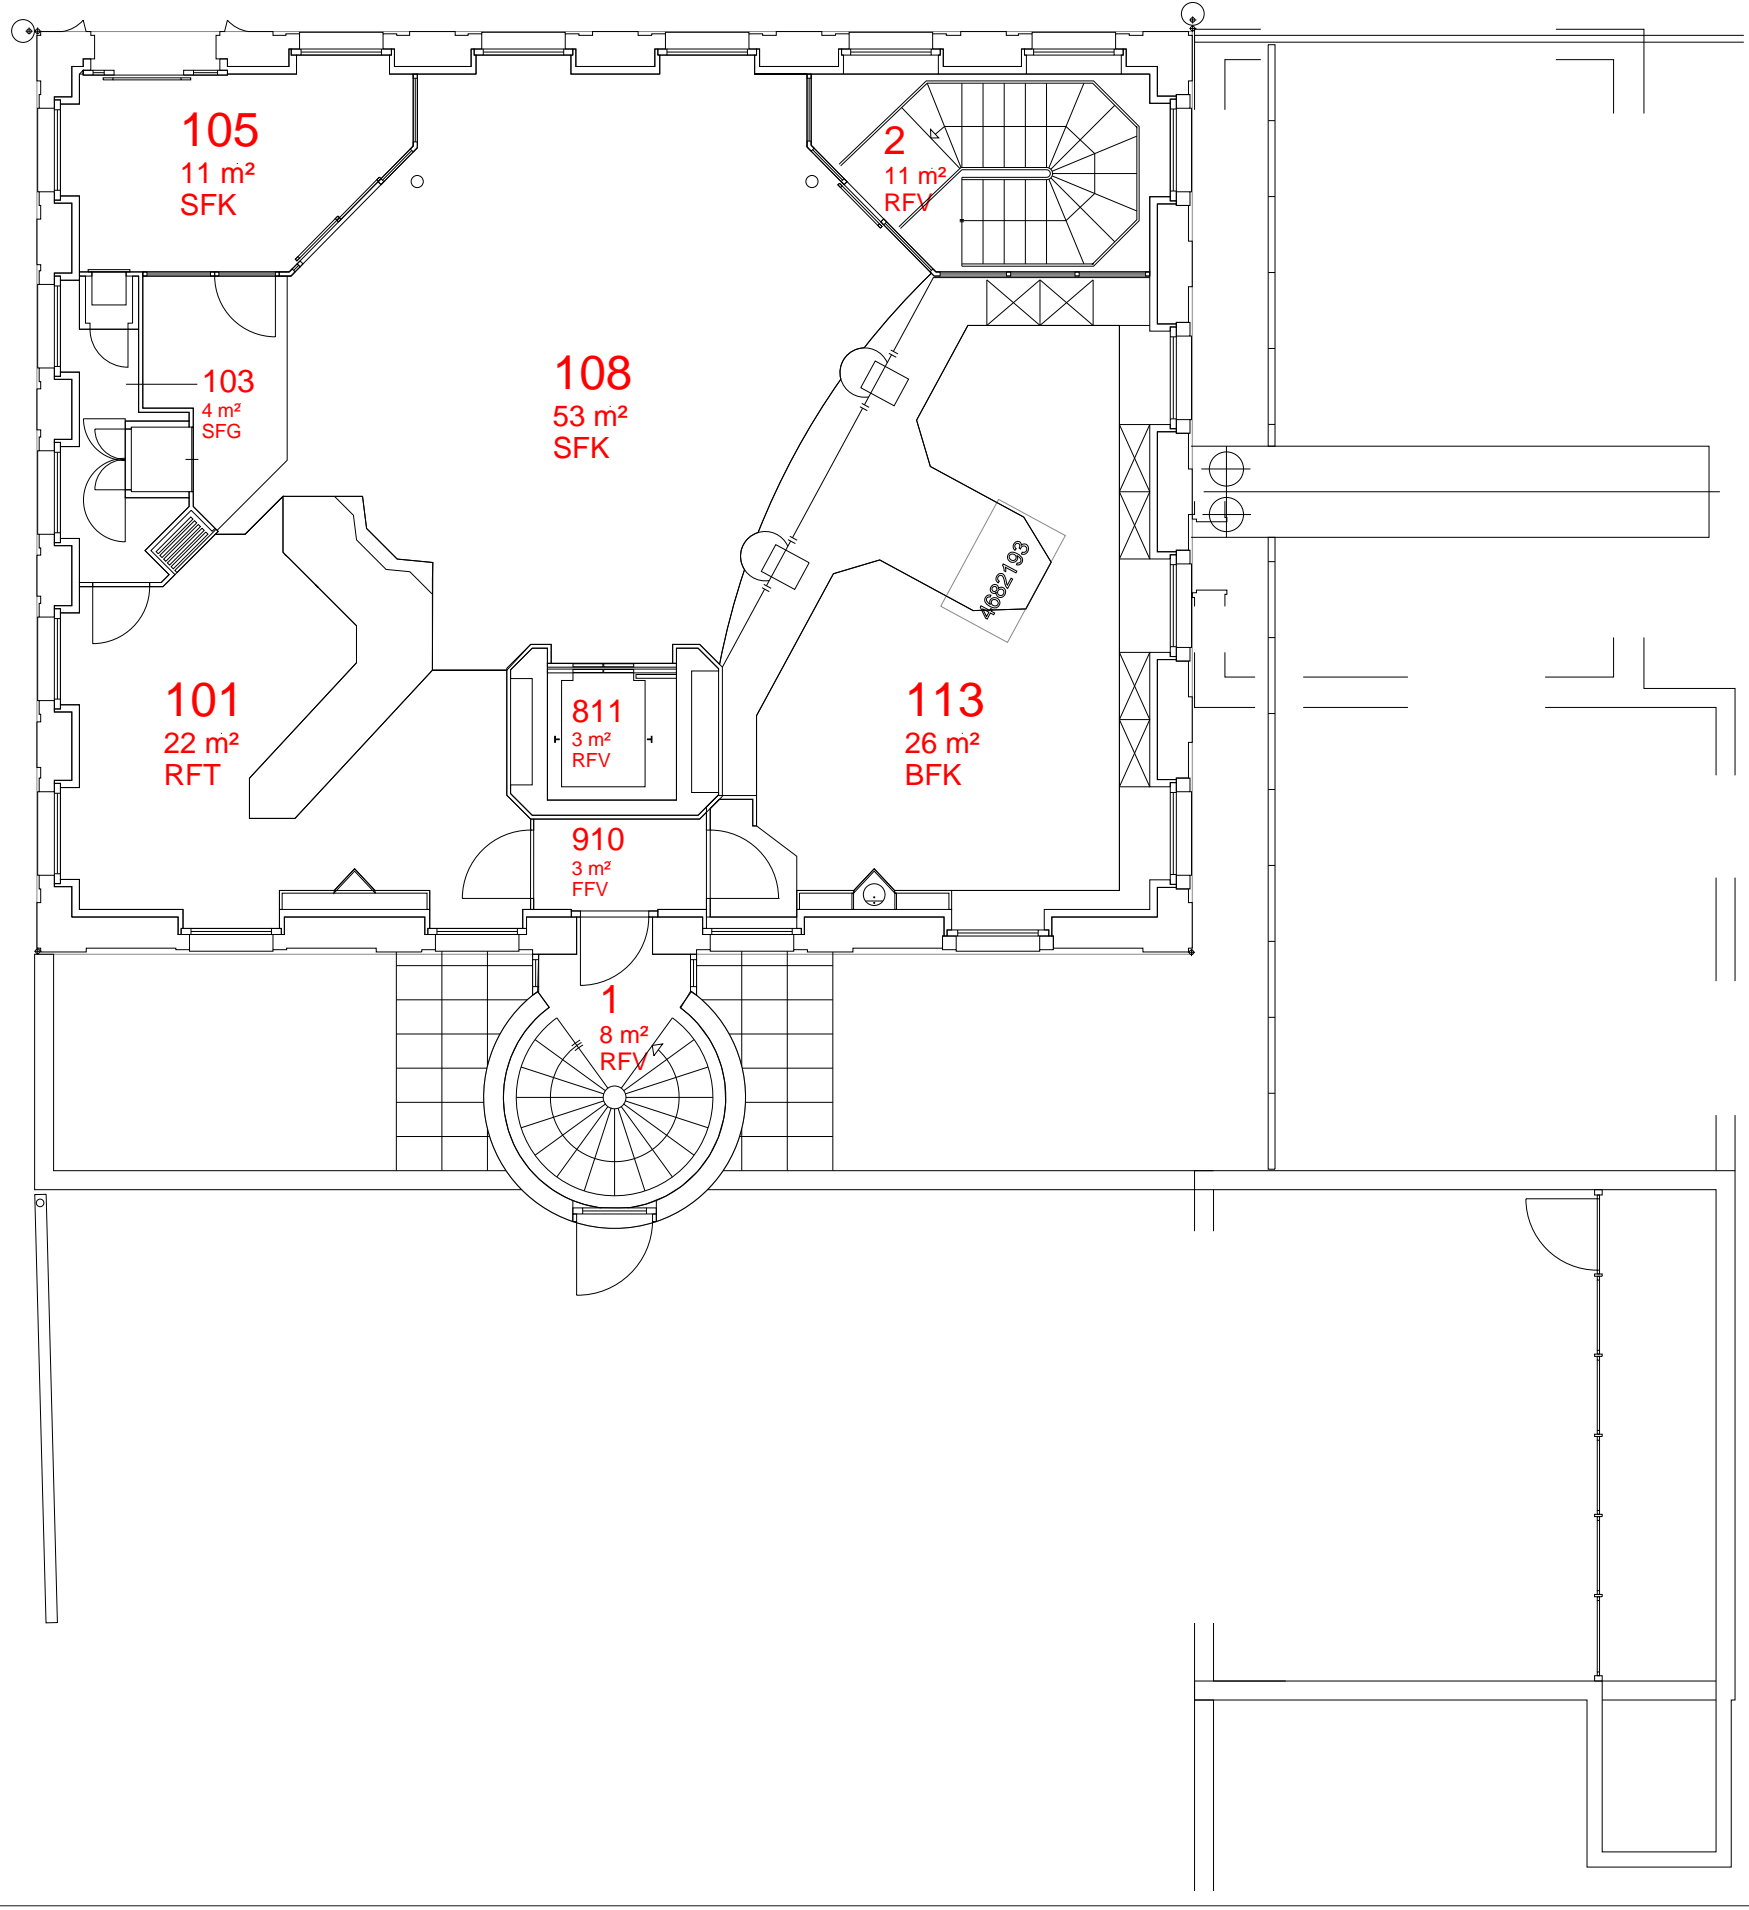 105
11 m²
SFK
2
11 m²
RFV
103
4 m²
SFG
108
53 m²
SFK
4682193
101
22 m²
RFT
811
3 m²
RFV
113
26 m²
BFK
910
3 m²
FFV
1
8 m²
RFV